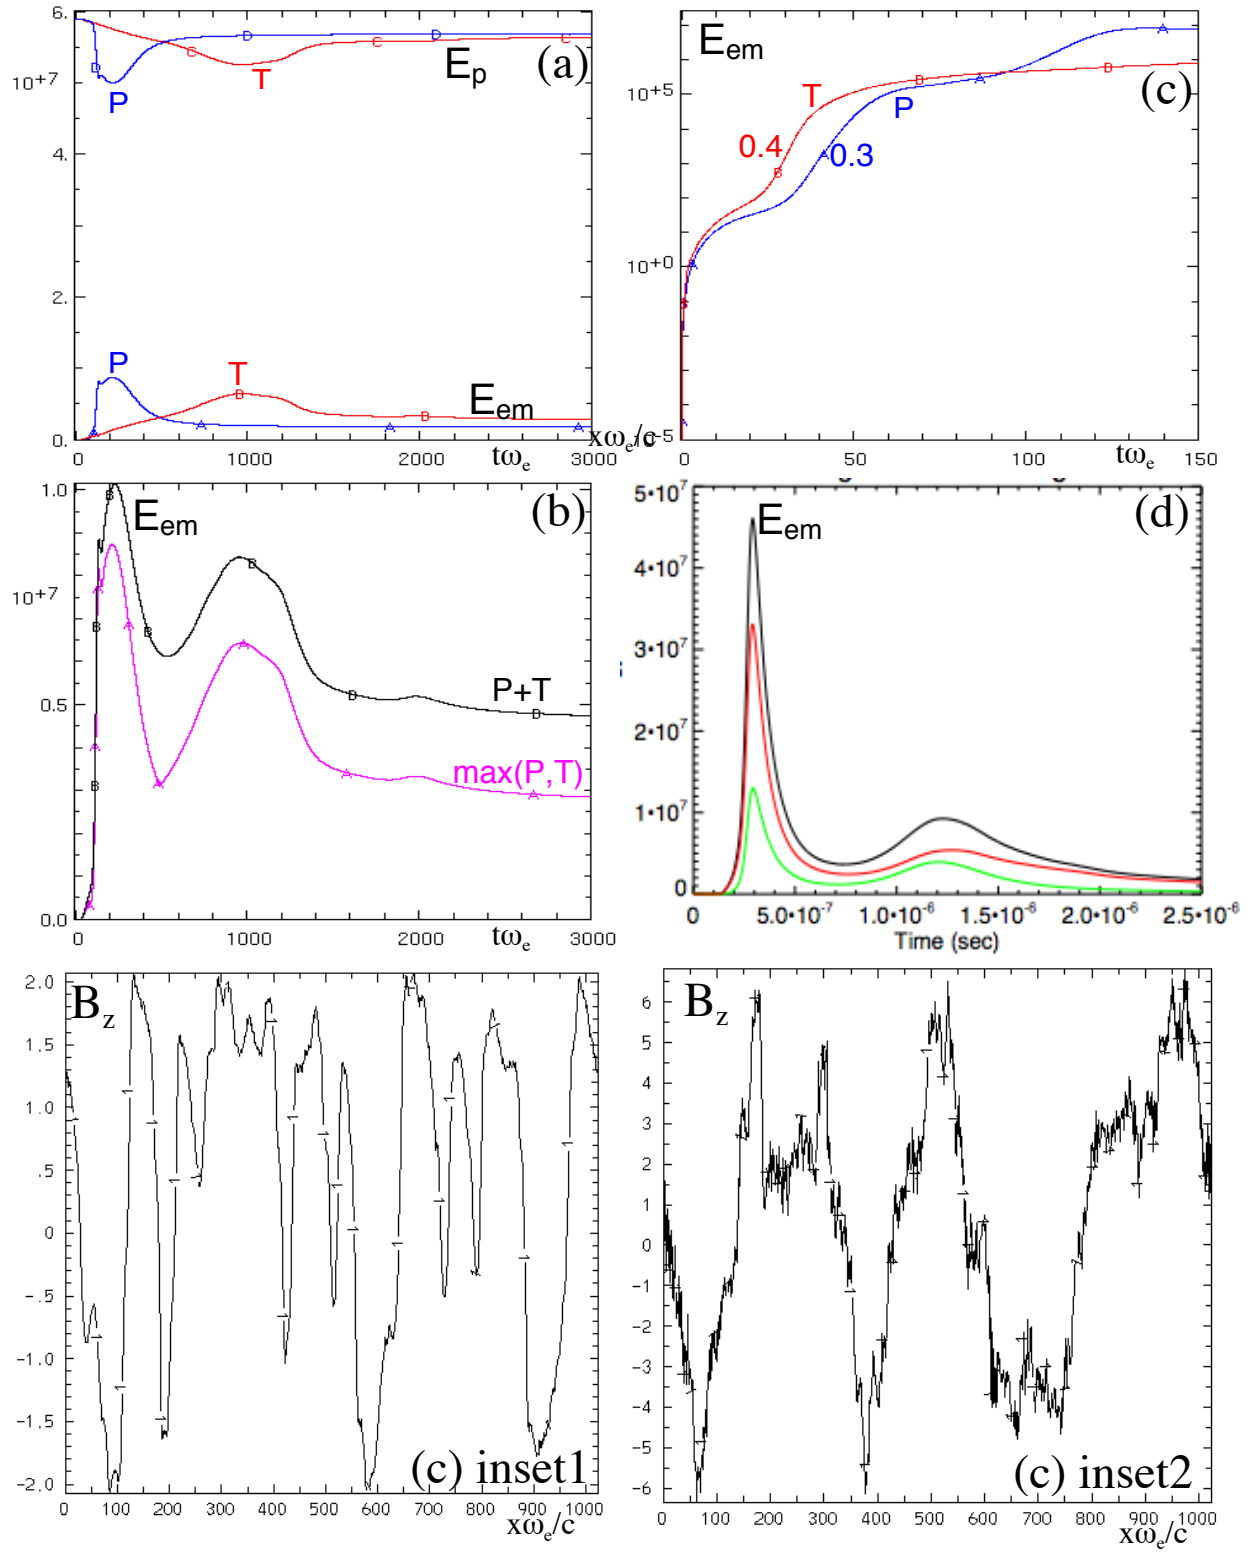 6.
10+7
4.
2.
0.
P
T
E_p
(a)
P
T
E_em
0
1000
2000
3000
tω_e
xω_e/c
E_em
(c)
10+5
10+0
10-5
T
P
0.4
0.3
0
50
100
150
tω_e
1.0
10+7
0.5
0.0
E_em
(b)
P+T
max(P,T)
0
1000
2000
3000
tω_e
5•10^7
4•10^7
3•10^7
2•10^7
1•10^7
0
E_em
(d)
0
5.0•10^-7
1.0•10^-6
1.5•10^-6
2.0•10^-6
2.5•10^-6
Time (sec)
2.0
1.5
1.0
.5
0
-.5
-1.0
-1.5
-2.0
B_z
(c) inset1
0 100 200 300 400 500 600 700 800 900 1000
xω_e/c
6
5
4
3
2
1
0
-1
-2
-3
-4
-5
-6
B_z
(c) inset2
0 100 200 300 400 500 600 700 800 900 1000
xω_e/c